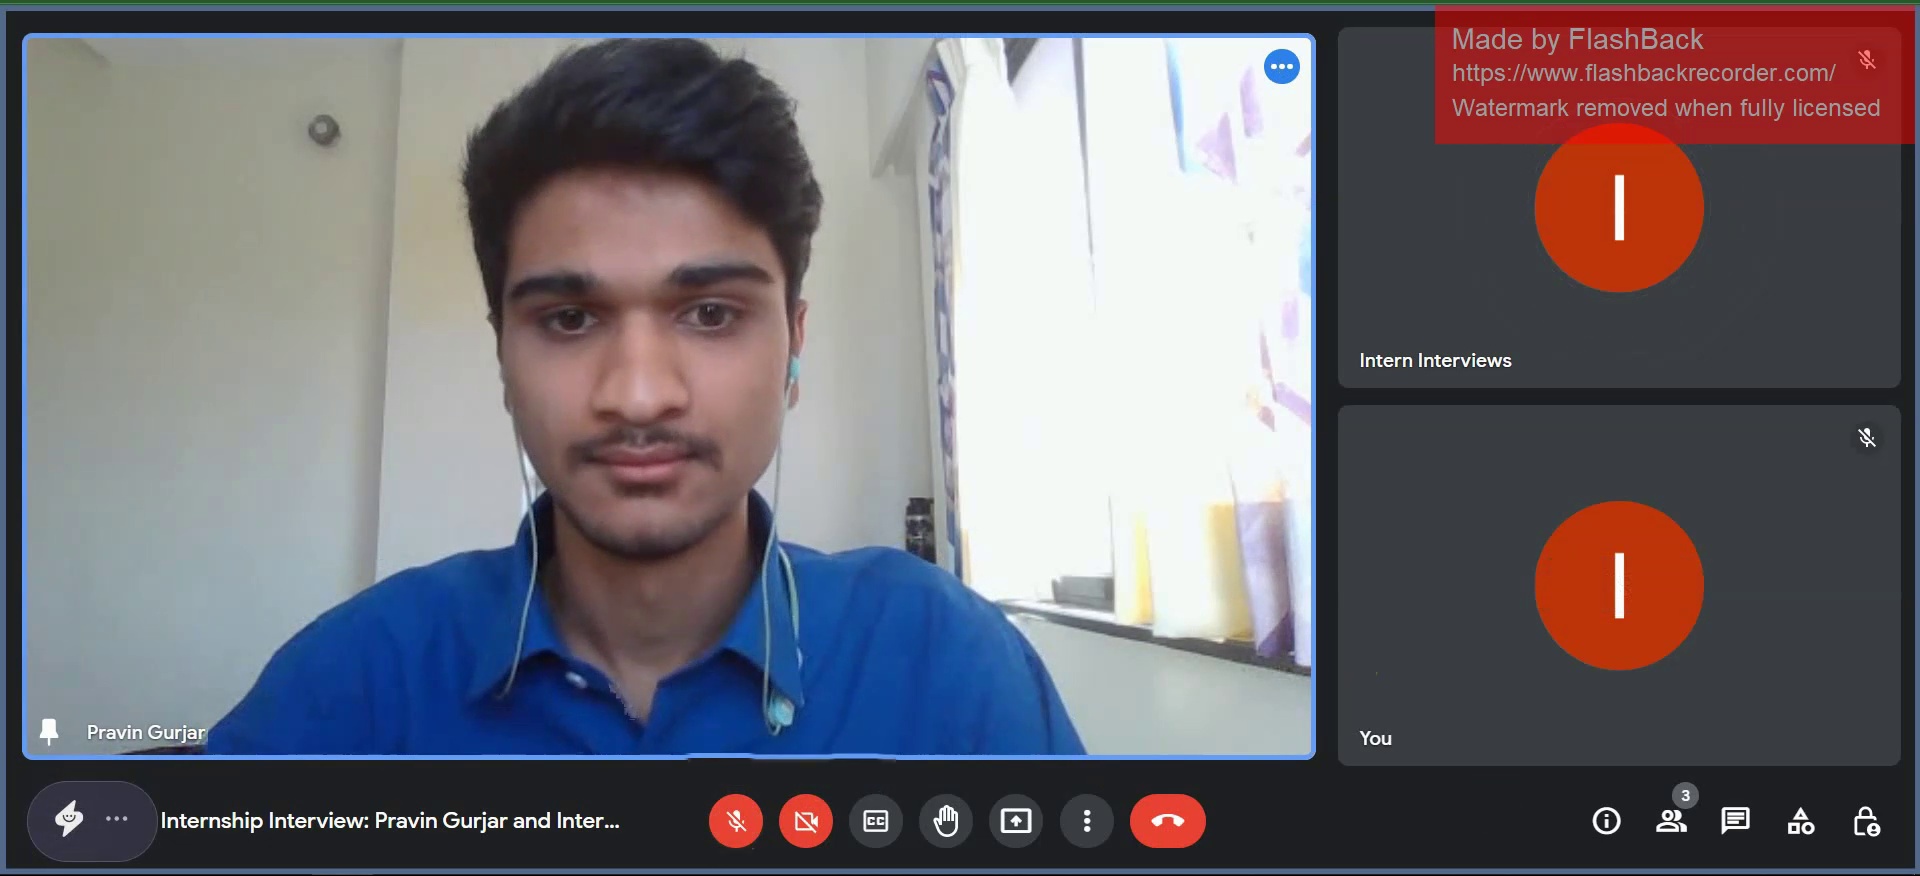 Made by FlashBack
https://www.flashbackrecorder.com/
Watermark removed when fully licensed
I
Intern Interviews
I
You
Pravin Gurjar
Internship Interview: Pravin Gurjar and Inter...
CC
3